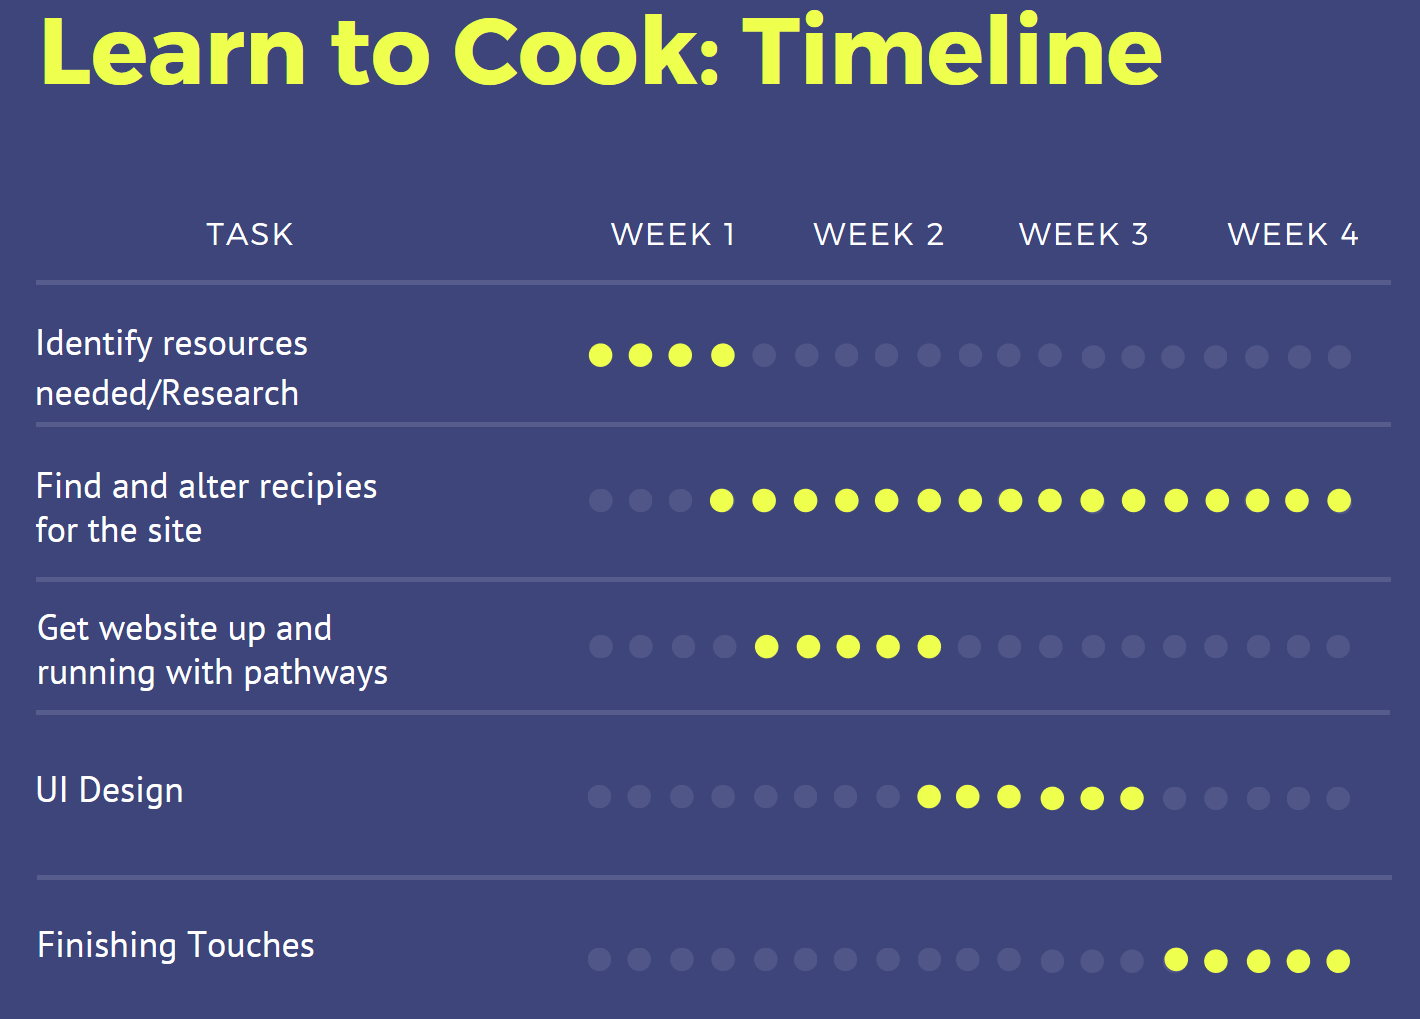 Learn to Cook: Timeline
TASK WEEK 1 WEEK 2 WEEK 3 WEEK 4
Identify resources
needed/Research
Find and alter recipies
for the site
Get website up and
running with pathways
UI Design
Finishing Touches